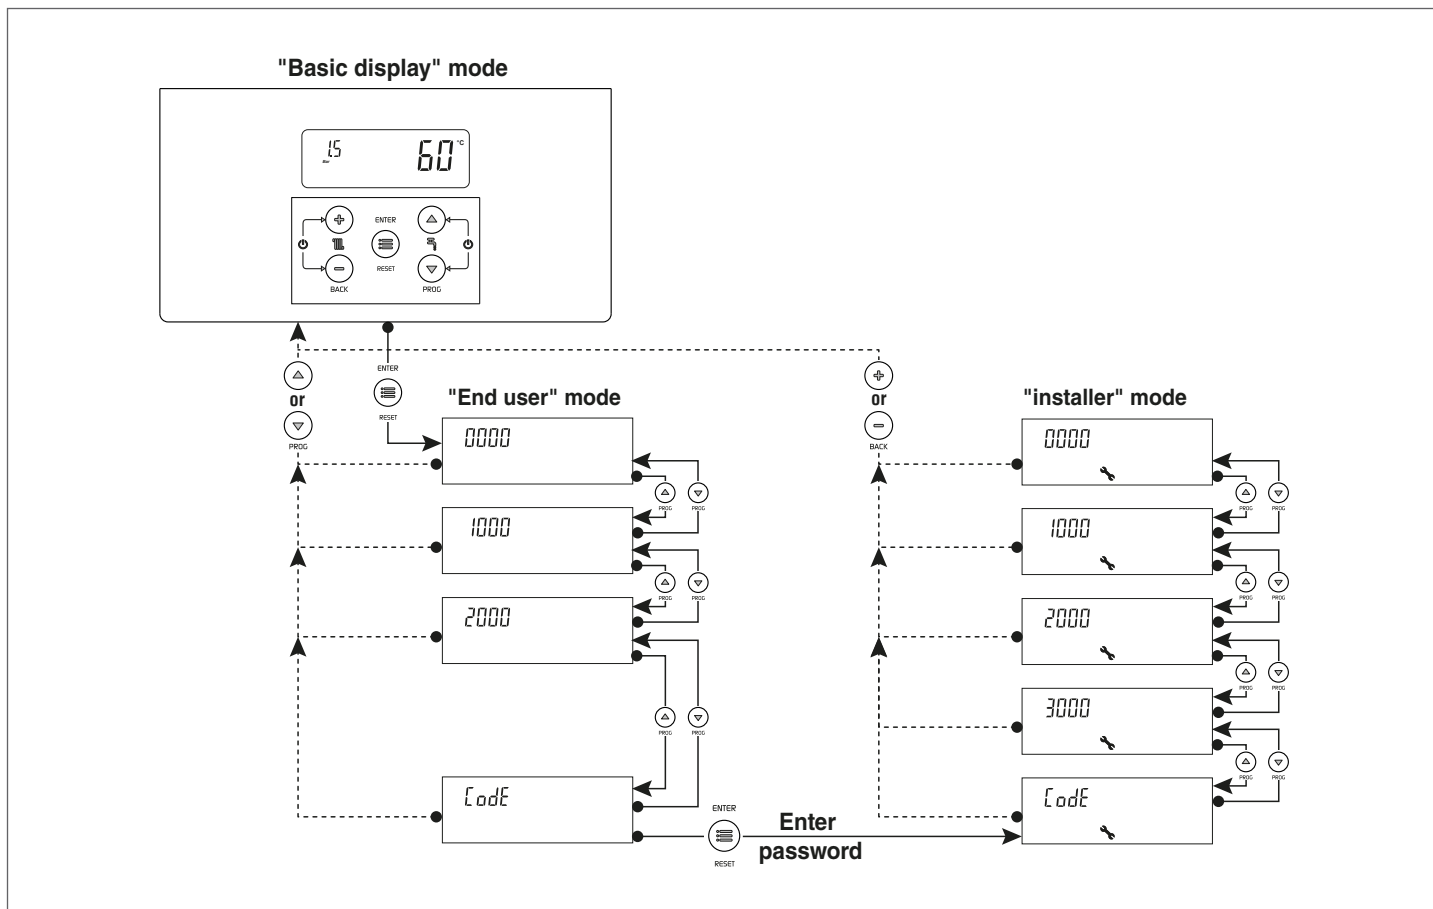 "Basic display" mode
1.5
Bar
60 °C
ENTER
RESET
BACK
PROG
ENTER
RESET
or
PROG
or
BACK
"End user" mode
"installer" mode
0000
PROG PROG
1000
PROG PROG
2000
PROG PROG
CodE
0000
PROG PROG
1000
PROG PROG
2000
PROG PROG
3000
PROG PROG
CodE
ENTER
RESET
Enter
password